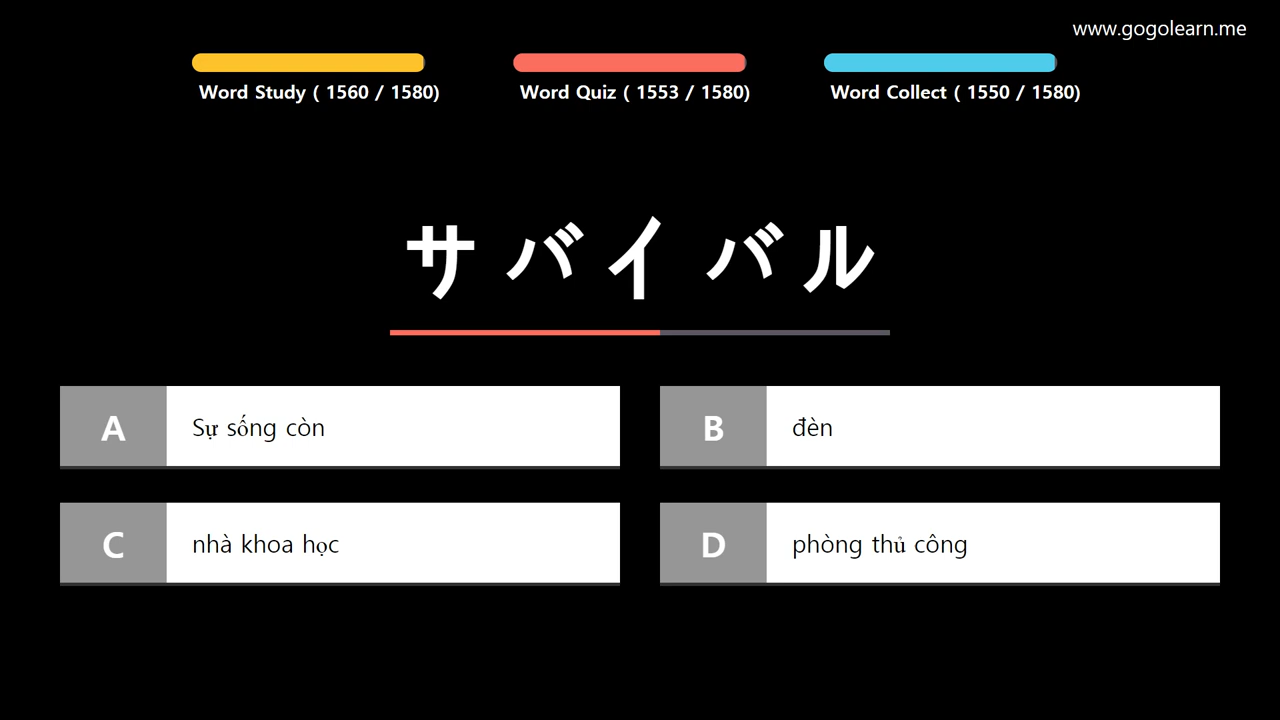 www.gogolearn.me
Word Study ( 1560 / 1580)
Word Quiz ( 1553 / 1580)
Word Collect ( 1550 / 1580)
サバイバル
A Sự sống còn
B đèn
C nhà khoa học
D phòng thủ công